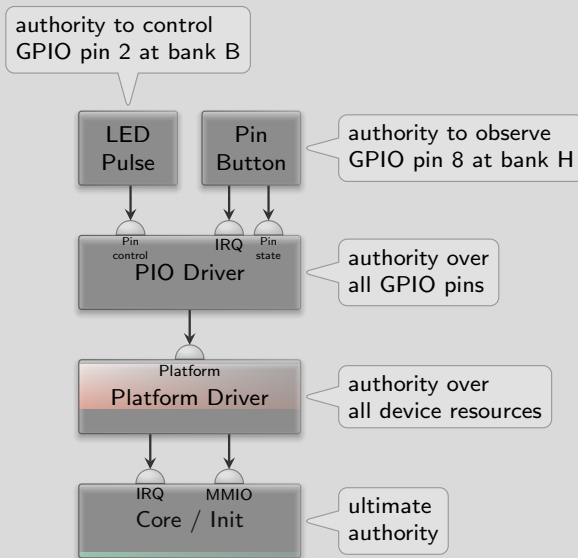 authority to control
GPIO pin 2 at bank B
LED
Pulse
Pin
Button
authority to observe
GPIO pin 8 at bank H
Pin
control
IRQ
Pin
state
PIO Driver
authority over
all GPIO pins
Platform
Platform Driver
authority over
all device resources
IRQ
MMIO
Core / Init
ultimate
authority